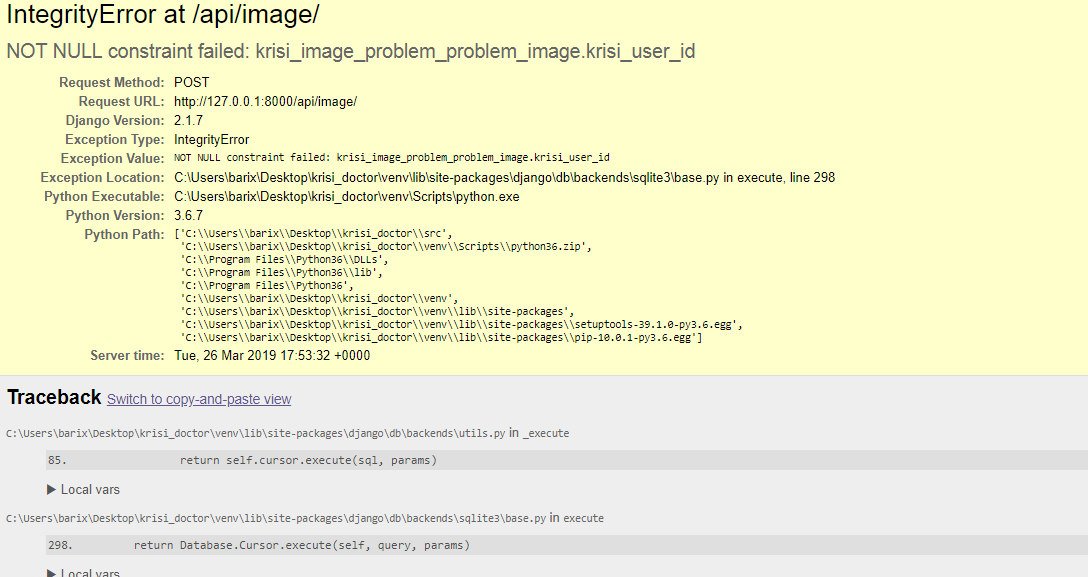 IntegrityError at /api/image/
NOT NULL constraint failed: krisi_image_problem_problem_image.krisi_user_id
Request Method: POST
Request URL: http://127.0.0.1:8000/api/image/
Django Version: 2.1.7
Exception Type: IntegrityError
Exception Value: NOT NULL constraint failed: krisi_image_problem_problem_image.krisi_user_id
Exception Location: C:\Users\barix\Desktop\krisi_doctor\venv\lib\site-packages\django\db\backends\sqlite3\base.py in execute, line 298
Python Executable: C:\Users\barix\Desktop\krisi_doctor\venv\Scripts\python.exe
Python Version: 3.6.7
Python Path: ['C:\\Users\\barix\\Desktop\\krisi_doctor\\src',
'C:\\Users\\barix\\Desktop\\krisi_doctor\\venv\\Scripts\\python36.zip',
'C:\\Program Files\\Python36\\DLLs',
'C:\\Program Files\\Python36\\lib',
'C:\\Program Files\\Python36',
'C:\\Users\\barix\\Desktop\\krisi_doctor\\venv',
'C:\\Users\\barix\\Desktop\\krisi_doctor\\venv\\lib\\site-packages',
'C:\\Users\\barix\\Desktop\\krisi_doctor\\venv\\lib\\site-packages\\setuptools-39.1.0-py3.6.egg',
'C:\\Users\\barix\\Desktop\\krisi_doctor\\venv\\lib\\site-packages\\pip-10.0.1-py3.6.egg']
Server time: Tue, 26 Mar 2019 17:53:32 +0000
Traceback Switch to copy-and-paste view
C:\Users\barix\Desktop\krisi_doctor\venv\lib\site-packages\django\db\backends\utils.py in _execute
85. return self.cursor.execute(sql, params)
▶ Local vars
C:\Users\barix\Desktop\krisi_doctor\venv\lib\site-packages\django\db\backends\sqlite3\base.py in execute
298. return Database.Cursor.execute(self, query, params)
▶ Local vars